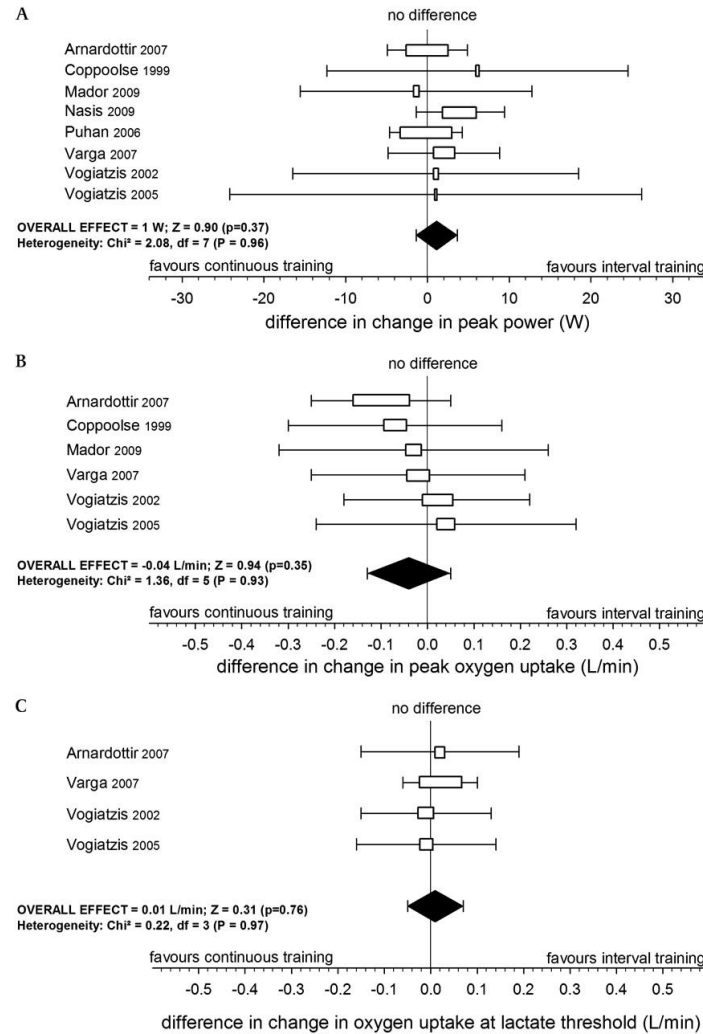 A
no difference
Arnardottir 2007
Coppoolse 1999
Mador 2009
Nasis 2009
Puhan 2006
Varga 2007
Vogiatzis 2002
Vogiatzis 2005
OVERALL EFFECT = 1 W; Z = 0.90 (p=0.37)
Heterogeneity: Chi² = 2.08, df = 7 (P = 0.96)
favours continuous training favours interval training
-30 -20 -10 0 10 20 30
difference in change in peak power (W)
B
no difference
Arnardottir 2007
Coppoolse 1999
Mador 2009
Varga 2007
Vogiatzis 2002
Vogiatzis 2005
OVERALL EFFECT = -0.04 L/min; Z = 0.94 (p=0.35)
Heterogeneity: Chi² = 1.36, df = 5 (P = 0.93)
favours continuous training favours interval training
-0.5 -0.4 -0.3 -0.2 -0.1 0.0 0.1 0.2 0.3 0.4 0.5
difference in change in peak oxygen uptake (L/min)
C
no difference
Arnardottir 2007
Varga 2007
Vogiatzis 2002
Vogiatzis 2005
OVERALL EFFECT = 0.01 L/min; Z = 0.31 (p=0.76)
Heterogeneity: Chi² = 0.22, df = 3 (P = 0.97)
favours continuous training favours interval training
-0.5 -0.4 -0.3 -0.2 -0.1 0.0 0.1 0.2 0.3 0.4 0.5
difference in change in oxygen uptake at lactate threshold (L/min)